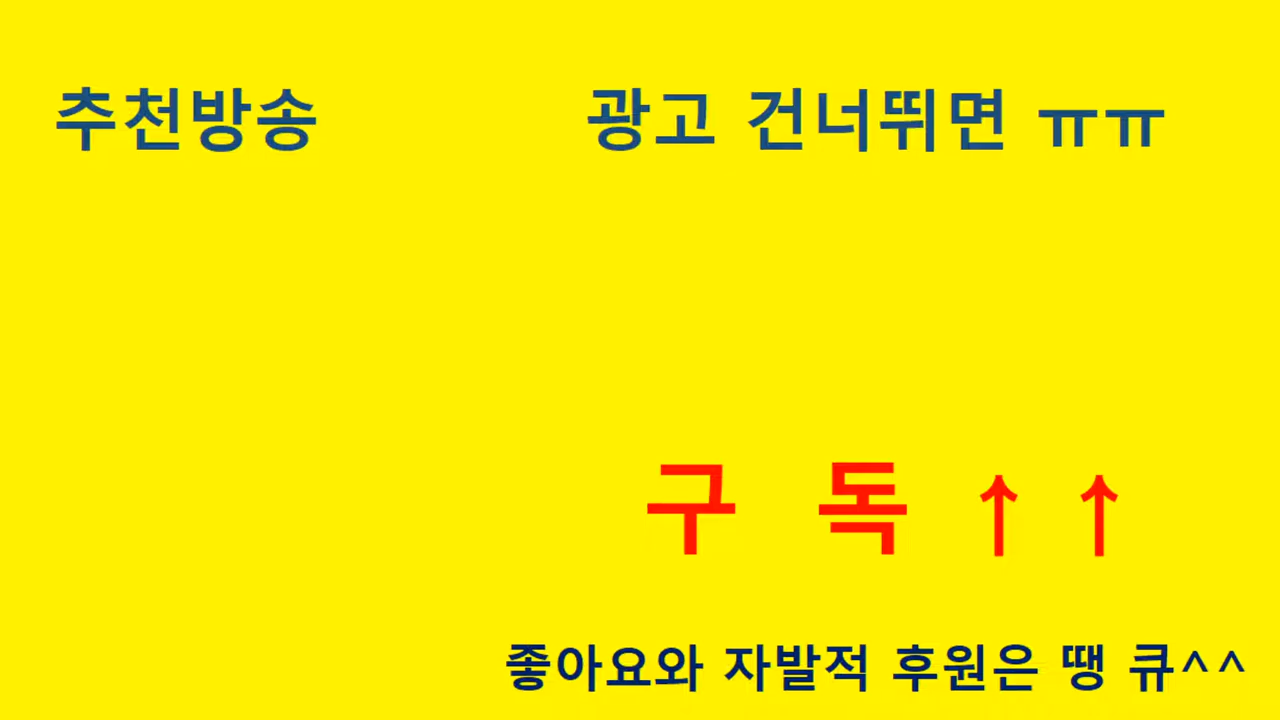 추천방송 광고 건너뛰면 ㅠㅠ
구 독 ↑ ↑
좋아요와 자발적 후원은 땡 큐^^